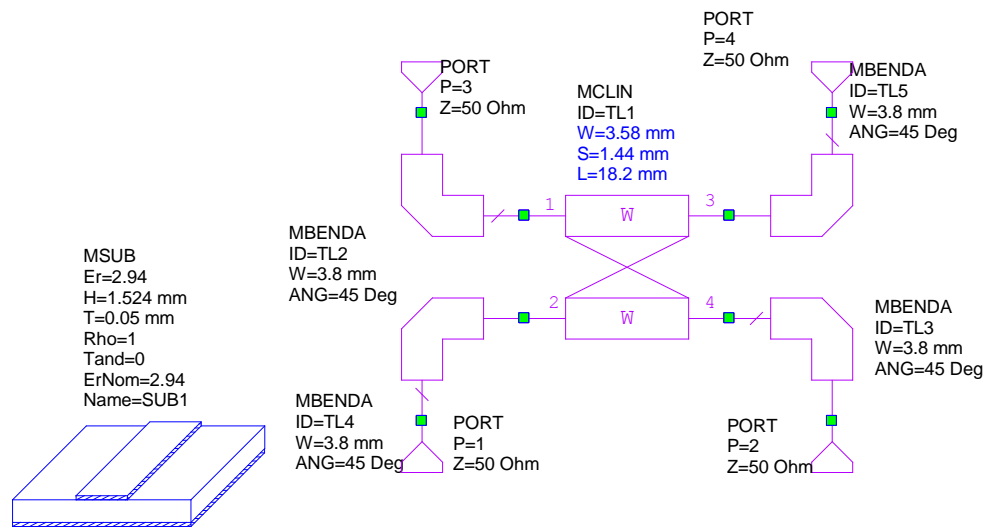 PORT
P=3
Z=50 Ohm
MCLIN
ID=TL1
W=3.58 mm
S=1.44 mm
L=18.2 mm
PORT
P=4
Z=50 Ohm
MBENDA
ID=TL5
W=3.8 mm
ANG=45 Deg
1
W
3
MBENDA
ID=TL2
W=3.8 mm
ANG=45 Deg
2
W
4
MSUB
Er=2.94
H=1.524 mm
T=0.05 mm
Rho=1
Tand=0
ErNom=2.94
Name=SUB1
MBENDA
ID=TL3
W=3.8 mm
ANG=45 Deg
MBENDA
ID=TL4
W=3.8 mm
ANG=45 Deg
PORT
P=1
Z=50 Ohm
PORT
P=2
Z=50 Ohm